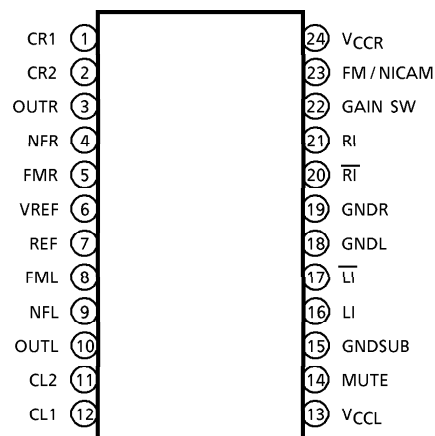 CR1 1 24 VCCR
CR2 2 23 FM / NICAM
OUTR 3 22 GAIN SW
NFR 4 21 RI
FMR 5 20 R̅I̅
VREF 6 19 GNDR
REF 7 18 GNDL
FML 8 17 L̅I̅
NFL 9 16 LI
OUTL 10 15 GNDSUB
CL2 11 14 MUTE
CL1 12 13 VCCL